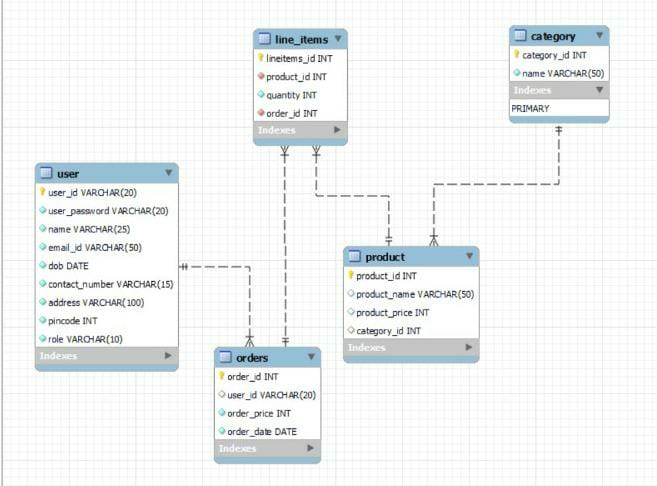 line_items
lineitems_id INT
product_id INT
quantity INT
order_id INT
Indexes
category
category_id INT
name VARCHAR(50)
Indexes
PRIMARY
user
user_id VARCHAR(20)
user_password VARCHAR(20)
name VARCHAR(25)
email_id VARCHAR(50)
dob DATE
contact_number VARCHAR(15)
address VARCHAR(100)
pincode INT
role VARCHAR(10)
Indexes
product
product_id INT
product_name VARCHAR(50)
product_price INT
category_id INT
Indexes
orders
order_id INT
user_id VARCHAR(20)
order_price INT
order_date DATE
Indexes